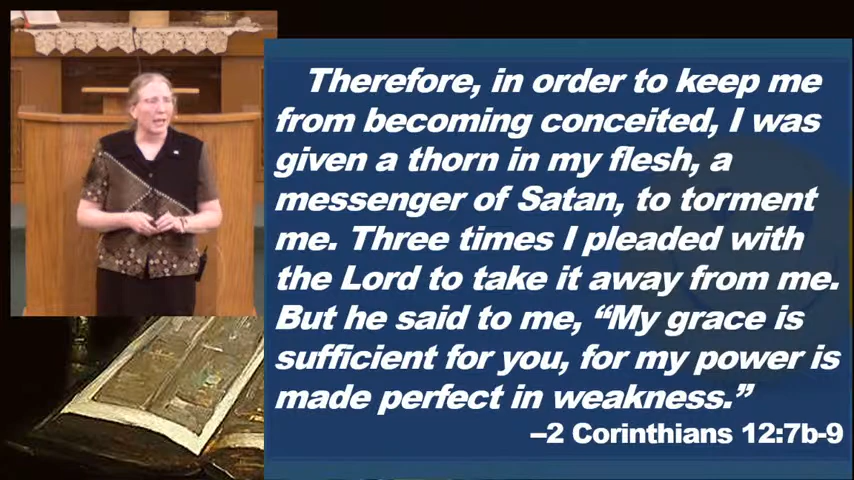 Therefore, in order to keep me
from becoming conceited, I was
given a thorn in my flesh, a
messenger of Satan, to torment
me. Three times I pleaded with
the Lord to take it away from me.
But he said to me, “My grace is
sufficient for you, for my power is
made perfect in weakness.”
–2 Corinthians 12:7b-9